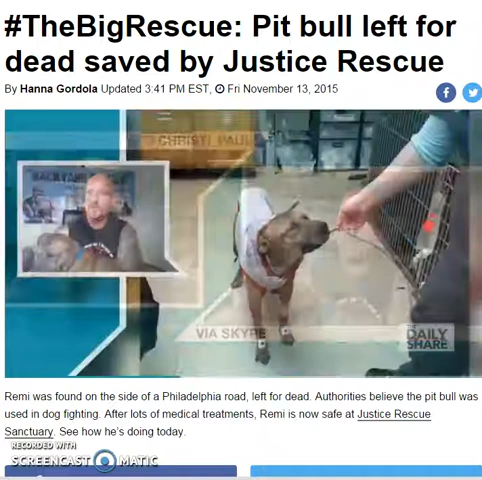 #TheBigRescue: Pit bull left for
dead saved by Justice Rescue
By Hanna Gordola Updated 3:41 PM EST, Fri November 13, 2015
CHRISTI PAUL
VIA SKYPE
THE
DAILY
SHARE
Remi was found on the side of a Philadelphia road, left for dead. Authorities believe the pit bull was
used in dog fighting. After lots of medical treatments, Remi is now safe at Justice Rescue
Sanctuary. See how he's doing today.
RECORDED WITH
SCREENCAST O MATIC